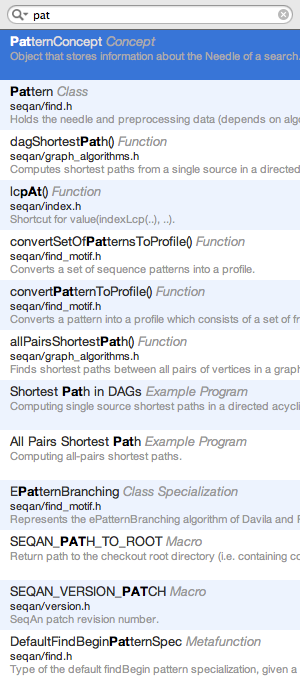 pat
PatternConcept Concept
Object that stores information about the Needle of a search.
Pattern Class
seqan/find.h
Holds the needle and preprocessing data (depends on algo
dagShortestPath() Function
seqan/graph_algorithms.h
Computes shortest paths from a single source in a directed
lcpAt() Function
seqan/index.h
Shortcut for value(indexLcp(..), ..).
convertSetOfPatternsToProfile() Function
seqan/find_motif.h
Converts a set of sequence patterns into a profile.
convertPatternToProfile() Function
seqan/find_motif.h
Converts a pattern into a profile which consists of a set of fr
allPairsShortestPath() Function
seqan/graph_algorithms.h
Finds shortest paths between all pairs of vertices in a graph
Shortest Path in DAGs Example Program
Computing single source shortest paths in a directed acycli
All Pairs Shortest Path Example Program
Computing all-pairs shortest paths.
EPatternBranching Class Specialization
seqan/find_motif.h
Represents the ePatternBranching algorithm of Davila and R
SEQAN_PATH_TO_ROOT Macro
Return path to the checkout root directory (i.e. containing co
SEQAN_VERSION_PATCH Macro
seqan/version.h
SeqAn patch revision number.
DefaultFindBeginPatternSpec Metafunction
seqan/find.h
Type of the default findBegin pattern specialization, given a